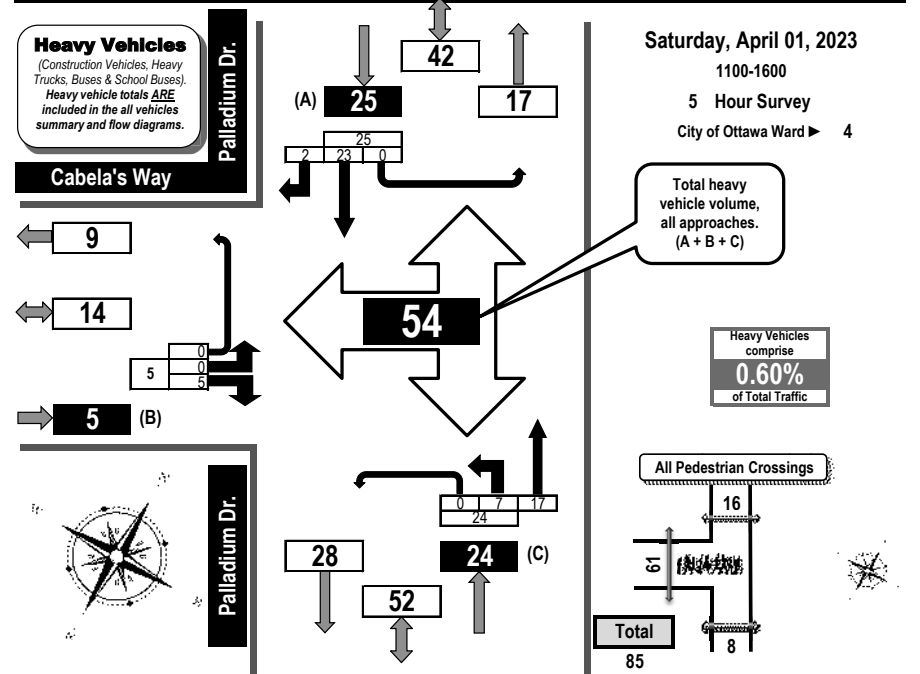 Heavy Vehicles
(Construction Vehicles, Heavy
Trucks, Buses & School Buses).
Heavy vehicle totals ARE
included in the all vehicles
summary and flow diagrams.
Palladium Dr.
Cabela's Way
42
(A) 25
17
25
2 23 0
Saturday, April 01, 2023
1100-1600
5 Hour Survey
City of Ottawa Ward ► 4
Total heavy
vehicle volume,
all approaches.
(A + B + C)
9
14
54
0
5 0
5
5 (B)
Heavy Vehicles
comprise
0.60%
of Total Traffic
Palladium Dr.
0 7 17
24
28
24 (C)
52
All Pedestrian Crossings
16
61
8
Total
85